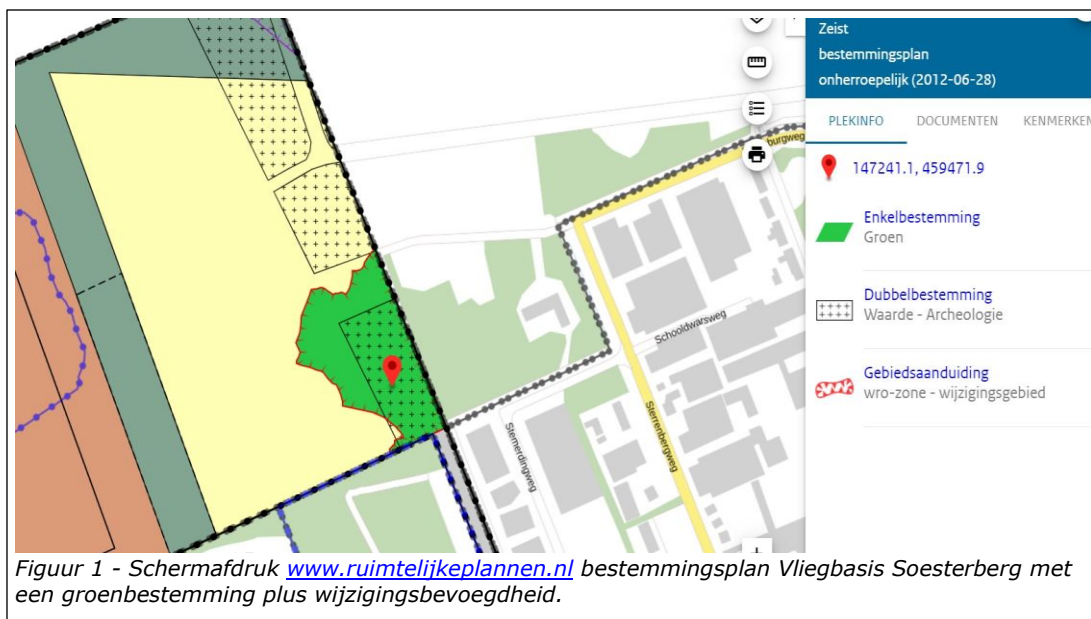 Zeist
bestemmingsplan
onherroepelijk (2012-06-28)
PLEKINFO DOCUMENTEN KENMERKEN
147241.1, 459471.9
Enkelbestemming
Groen
Dubbelbestemming
Waarde - Archeologie
Gebiedsaanduiding
wro-zone - wijzigingsgebied
burgweg
Schooldwarsweg
Sterrenbergweg
Stemerdingweg
Figuur 1 - Schermafdruk www.ruimtelijkeplannen.nl bestemmingsplan Vliegbasis Soesterberg met
een groenbestemming plus wijzigingsbevoegdheid.